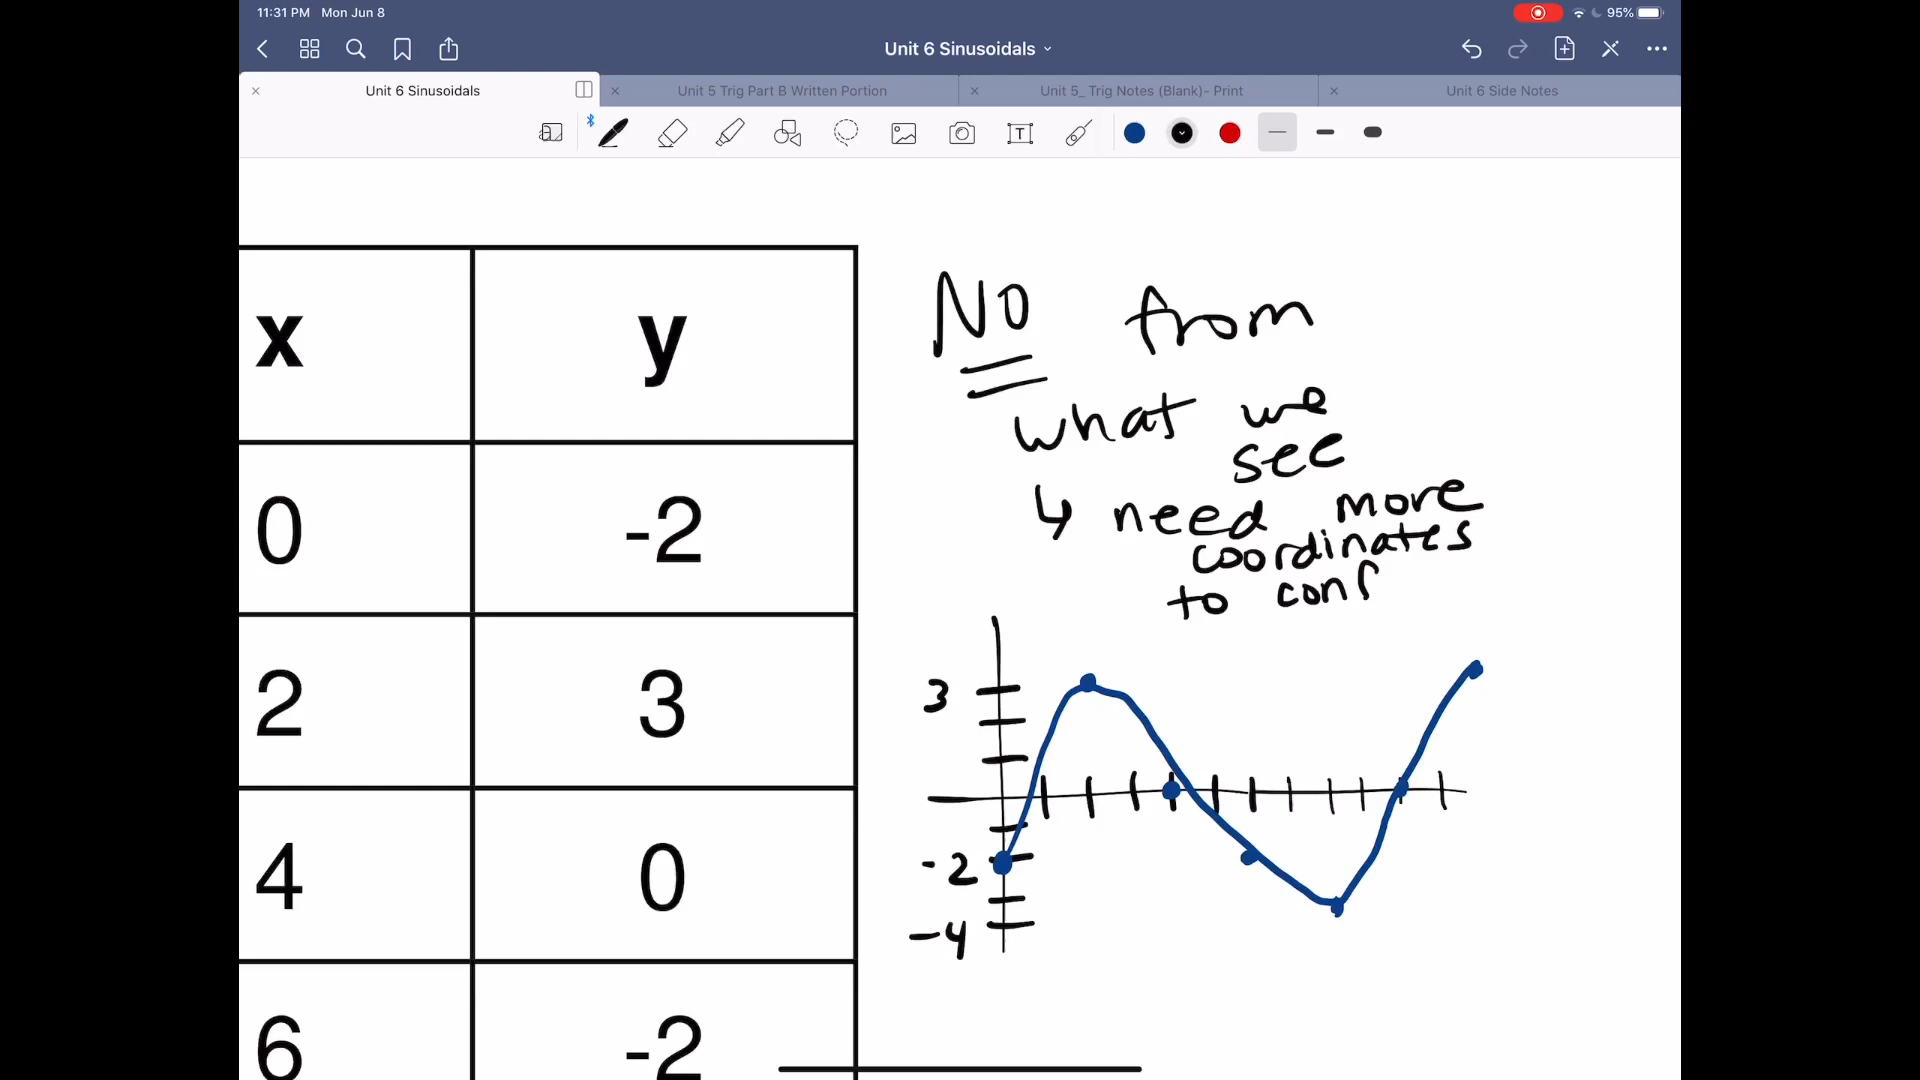 11:31 PM Mon Jun 8
95%
Unit 6 Sinusoidals
Unit 6 Sinusoidals
Unit 5 Trig Part B Written Portion
Unit 5_ Trig Notes (Blank)- Print
Unit 6 Side Notes
T
x y
0 -2
2 3
4 0
6 -2
NO from
what we
see
↳ need more
coordinates
to conf
3
-2
-4